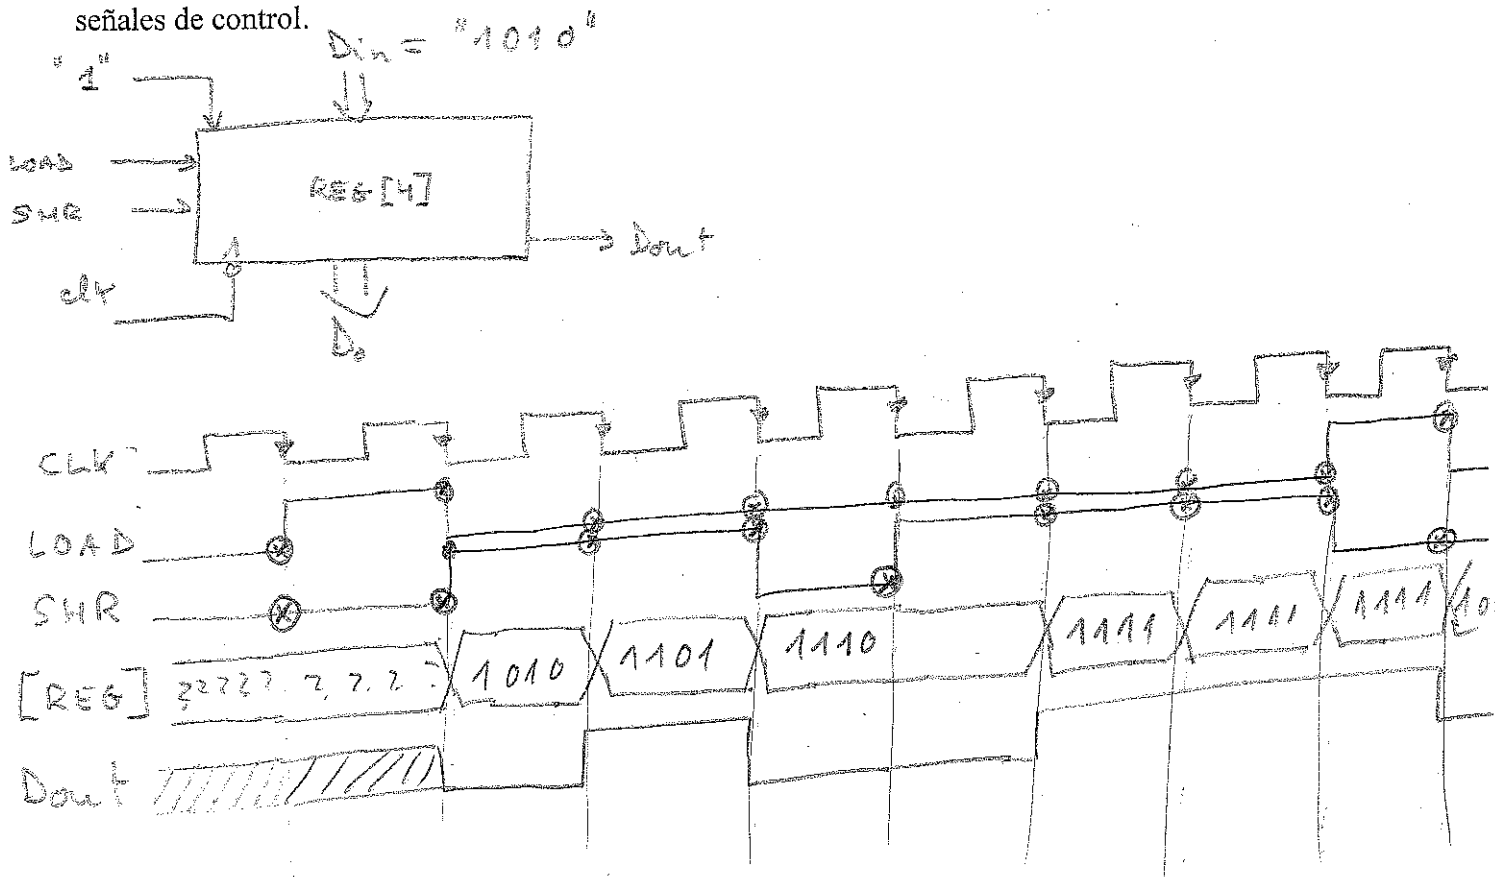 señales de control.
Din = "1010"
"1"
LOAD
SHR
REG[4]
Dout
clk
Do
CLK
LOAD
SHR
[REG] ????? ? ? ? ? 1010 1101 1110 1111 1111 1111 10
Dout